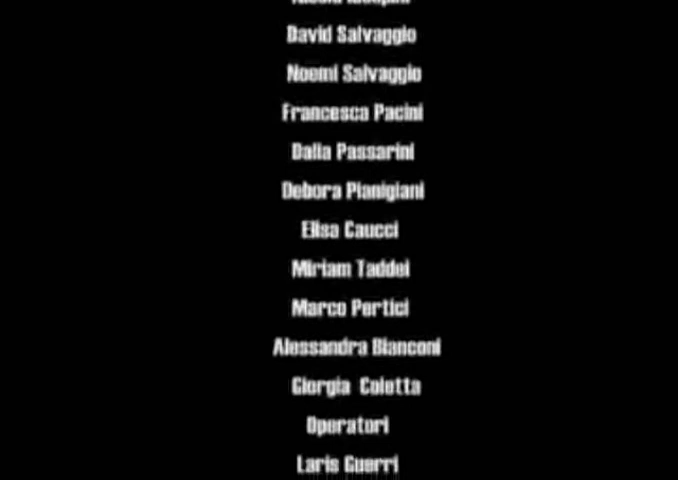 David Salvaggio
Noemi Salvaggio
Francesca Pacini
Dalia Passarini
Debora Pianigiani
Elisa Caucci
Miriam Taddei
Marco Pertici
Alessandra Bianconi
Giorgia Coletta
Operatori
Laris Guerri